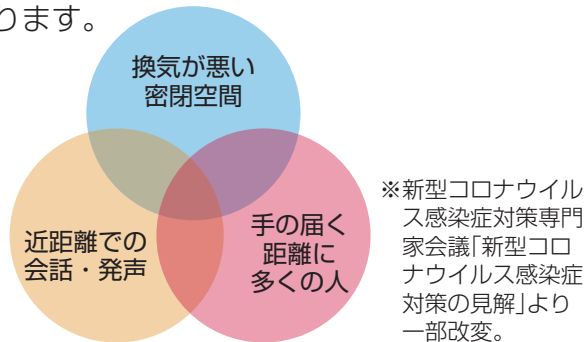 ります。
換気が悪い
密閉空間
近距離での
会話・発声
手の届く
距離に
多くの人
※新型コロナウイル
ス感染症対策専門
家会議「新型コロ
ナウイルス感染症
対策の見解」より
一部改変。